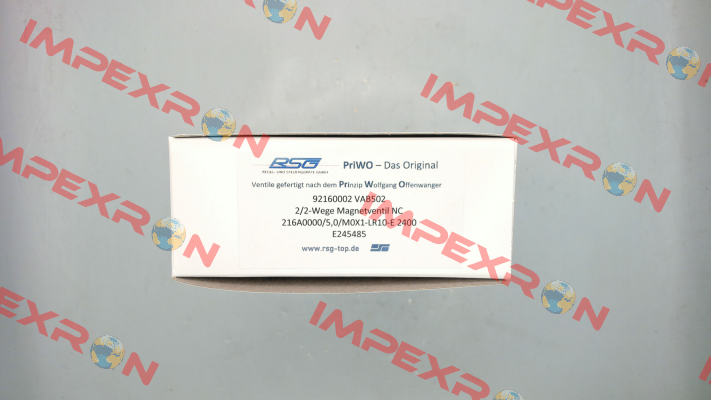 RSG PriWO – Das Original
REGEL- UND STEUERGERÄTE GMBH
Ventile gefertigt nach dem Prinzip Wolfgang Offenwanger
92160002 VAB502
2/2-Wege Magnetventil NC
216A0000/5,0/M0X1-LR10-E 2400
E245485
www.rsg-top.de
IMPEXRON
IMPEXRON
IMPEXRON
IMPEXRON
IMPEXRON
IMPEXRON